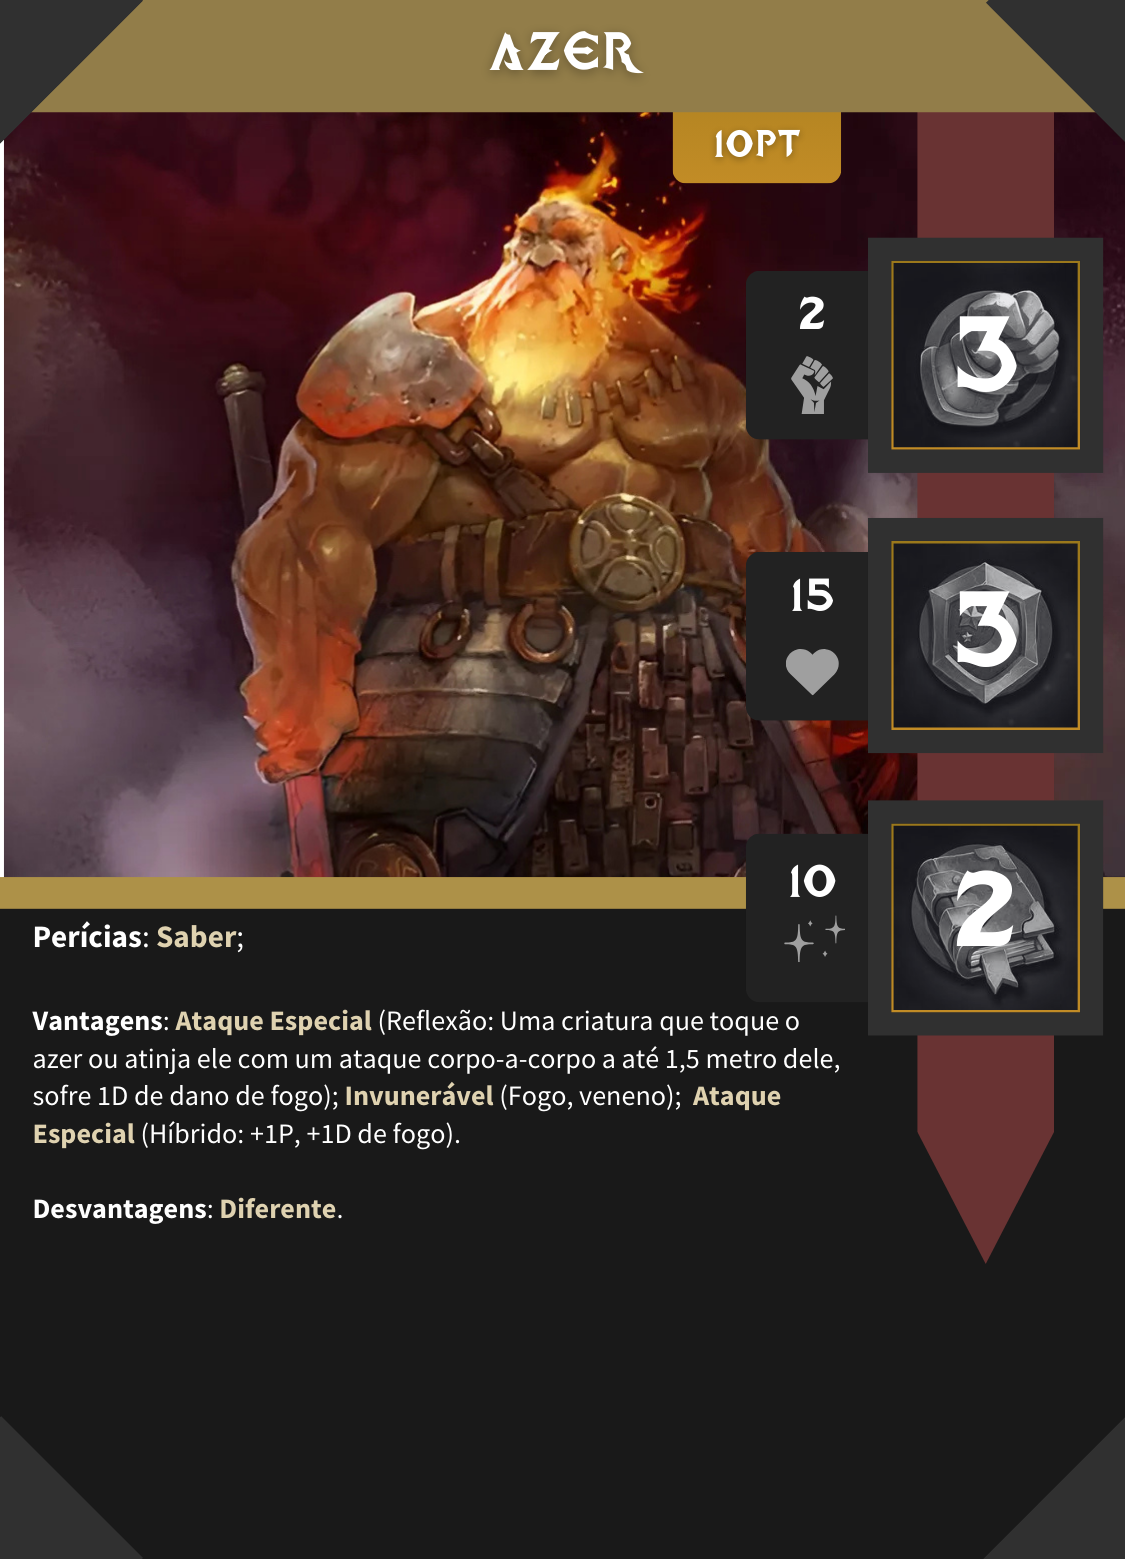 AZER
10PT
2
3
15
3
10
2
Perícias: Saber;
Vantagens: Ataque Especial (Reflexão: Uma criatura que toque o
azer ou atinja ele com um ataque corpo-a-corpo a até 1,5 metro dele,
sofre 1D de dano de fogo); Invunerável (Fogo, veneno); Ataque
Especial (Híbrido: +1P, +1D de fogo).
Desvantagens: Diferente.